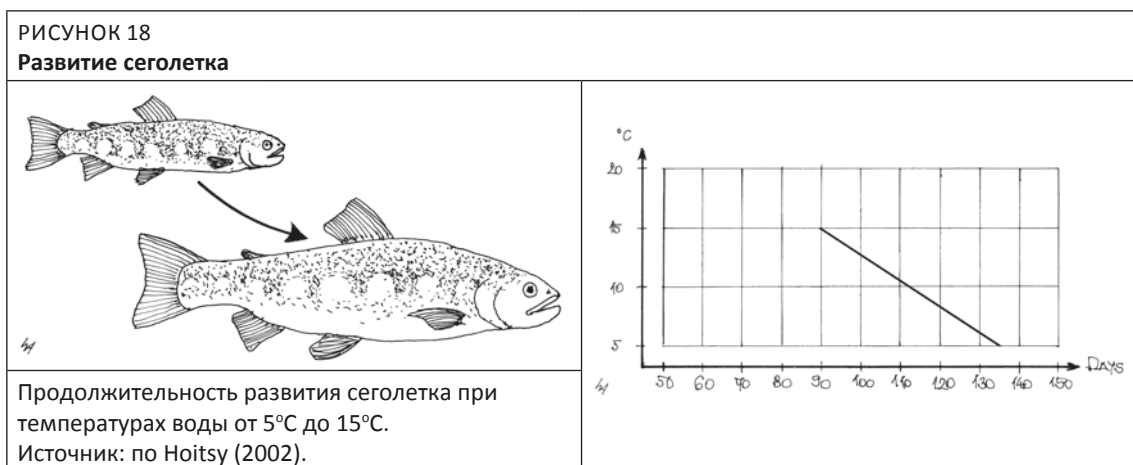 РИСУНОК 18
Развитие сеголетка
°C
20
15
10
5
50 60 70 80 90 100 110 120 130 140 150 DAYS
Продолжительность развития сеголетка при
температурах воды от 5°С до 15°С.
Источник: по Hoitsy (2002).